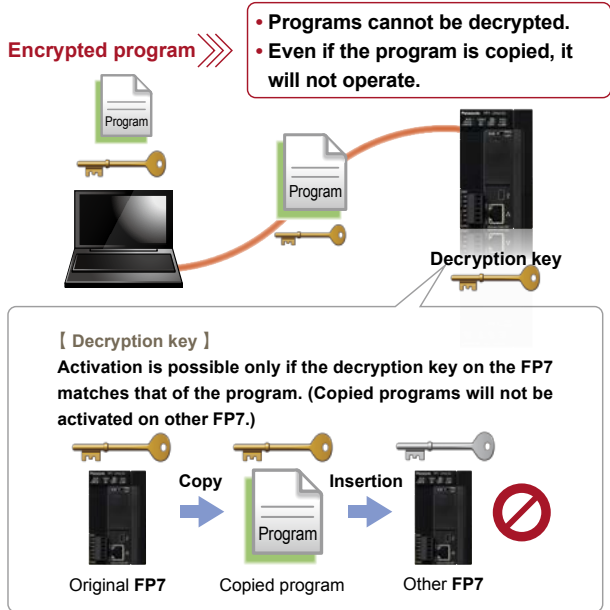 Encrypted program
• Programs cannot be decrypted.
• Even if the program is copied, it
will not operate.
Program
Program
Panasonic
Decryption key
【 Decryption key 】
Activation is possible only if the decryption key on the FP7
matches that of the program. (Copied programs will not be
activated on other FP7.)
Copy
Insertion
Program
Original FP7
Copied program
Other FP7